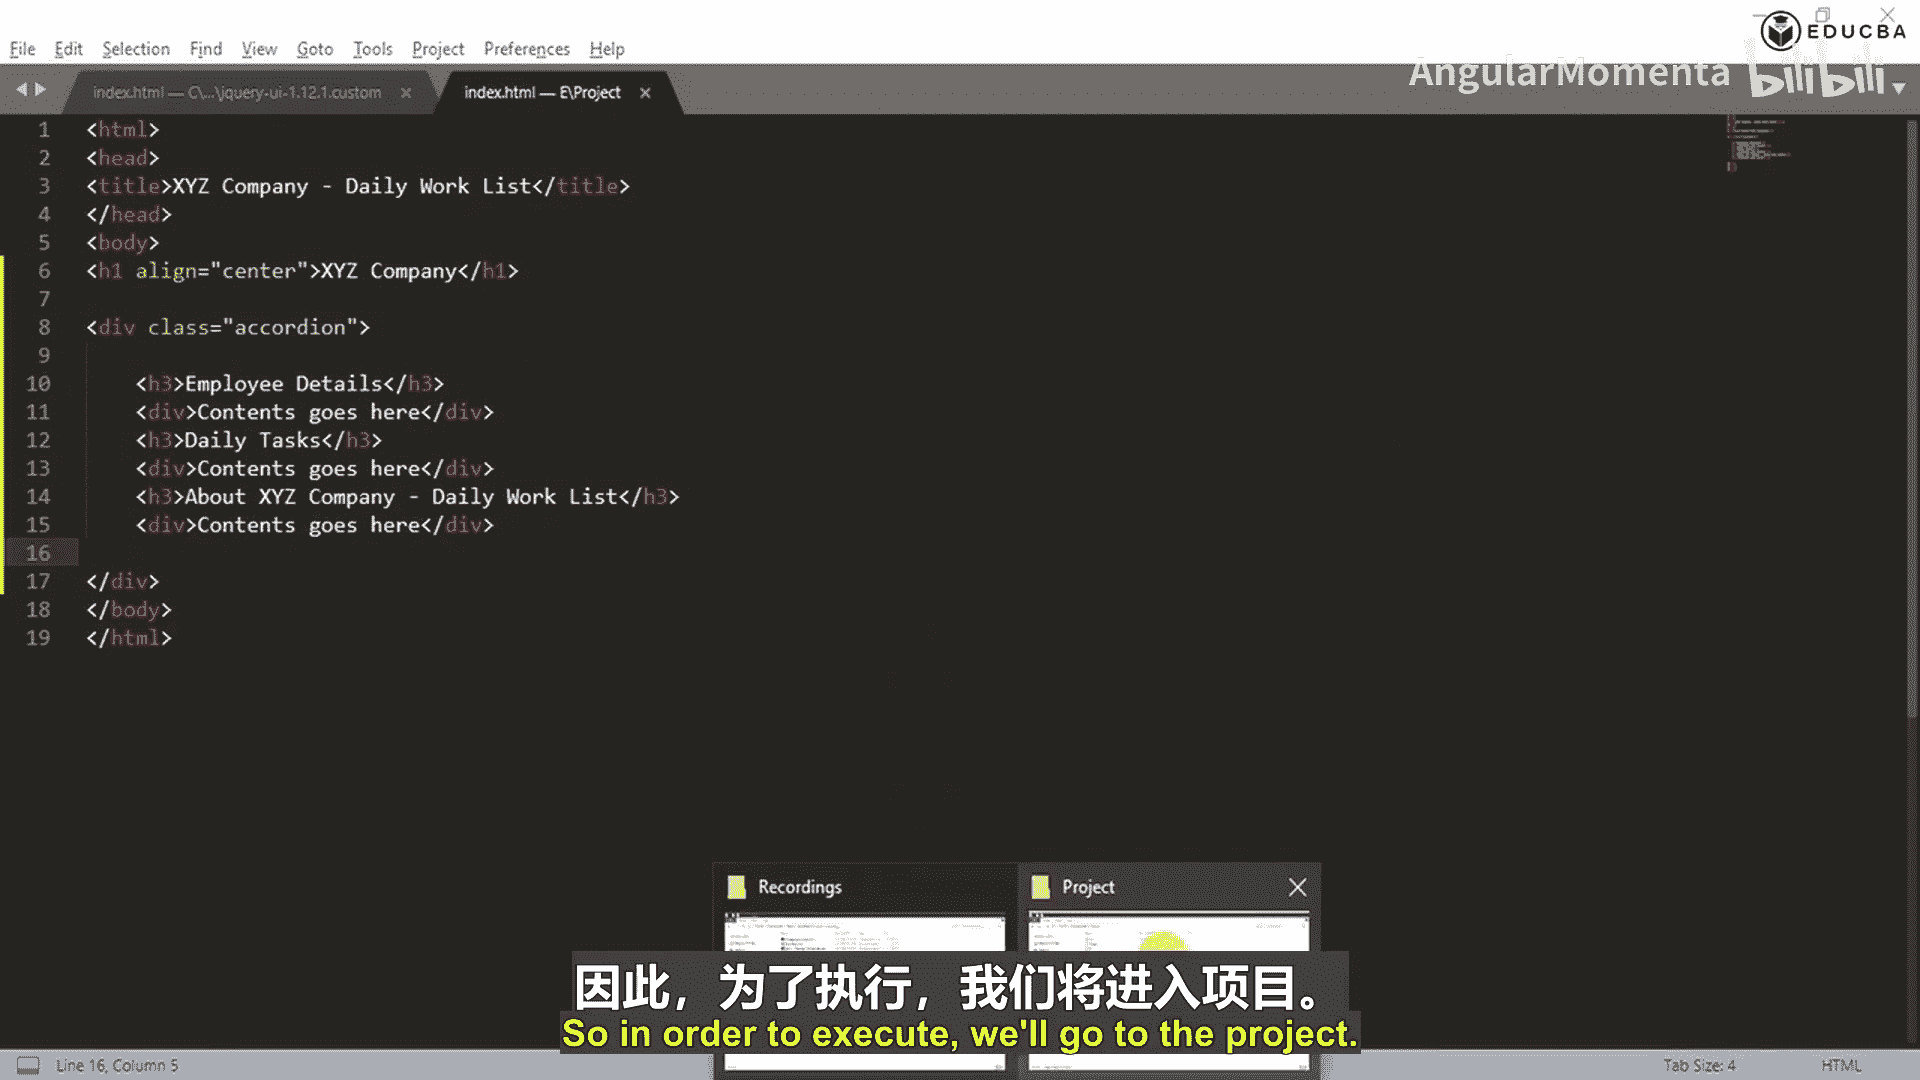 EDUCBA
File Edit Selection Find View Goto Tools Project Preferences Help
AngularMomenta bilibili
index.html — C\...\jquery-ui-1.12.1.custom × index.html — E\Project ×
1 <html>
2 <head>
3 <title>XYZ Company - Daily Work List</title>
4 </head>
5 <body>
6 <h1 align="center">XYZ Company</h1>
7
8 <div class="accordion">
9
10 <h3>Employee Details</h3>
11 <div>Contents goes here</div>
12 <h3>Daily Tasks</h3>
13 <div>Contents goes here</div>
14 <h3>About XYZ Company - Daily Work List</h3>
15 <div>Contents goes here</div>
16
17 </div>
18 </body>
19 </html>
Recordings Project
因此，为了执行，我们将进入项目。
So in order to execute, we'll go to the project.
Line 16, Column 5 Tab Size: 4 HTML